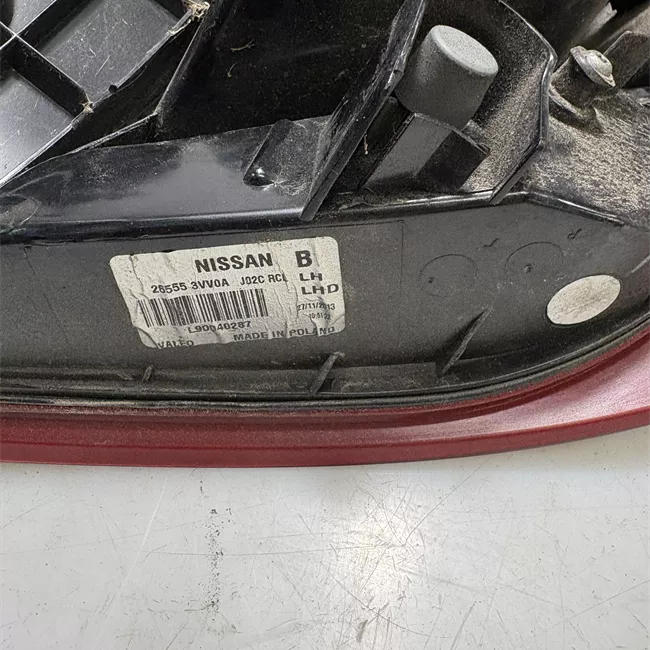 NISSAN B
26555 3VV0A J02C RCL LH
LHD
27/11/2013
L90040287
VALEO MADE IN POLAND